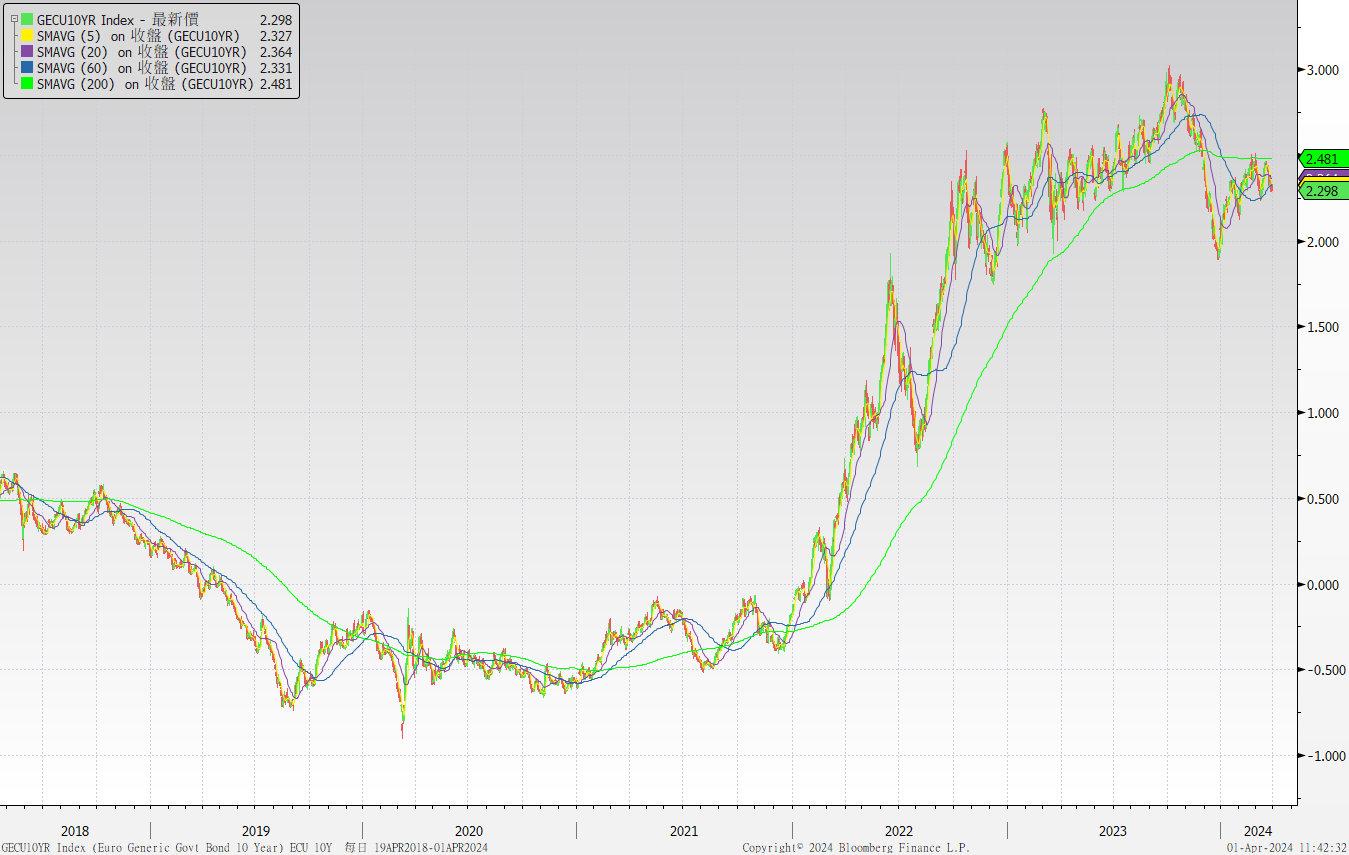 GECU10YR Index - 最新價 2.298
SMAVG (5) on 收盤 (GECU10YR) 2.327
SMAVG (20) on 收盤 (GECU10YR) 2.364
SMAVG (60) on 收盤 (GECU10YR) 2.331
SMAVG (200) on 收盤 (GECU10YR) 2.481
3.000
2.481
2.298
2.000
1.500
1.000
0.500
0.000
-0.500
-1.000
2018 2019 2020 2021 2022 2023 2024
GECU10YR Index (Euro Generic Govt Bond 10 Year) ECU 10Y 每日 19APR2018-01APR2024 Copyright© 2024 Bloomberg Finance L.P. 01-Apr-2024 11:42:32